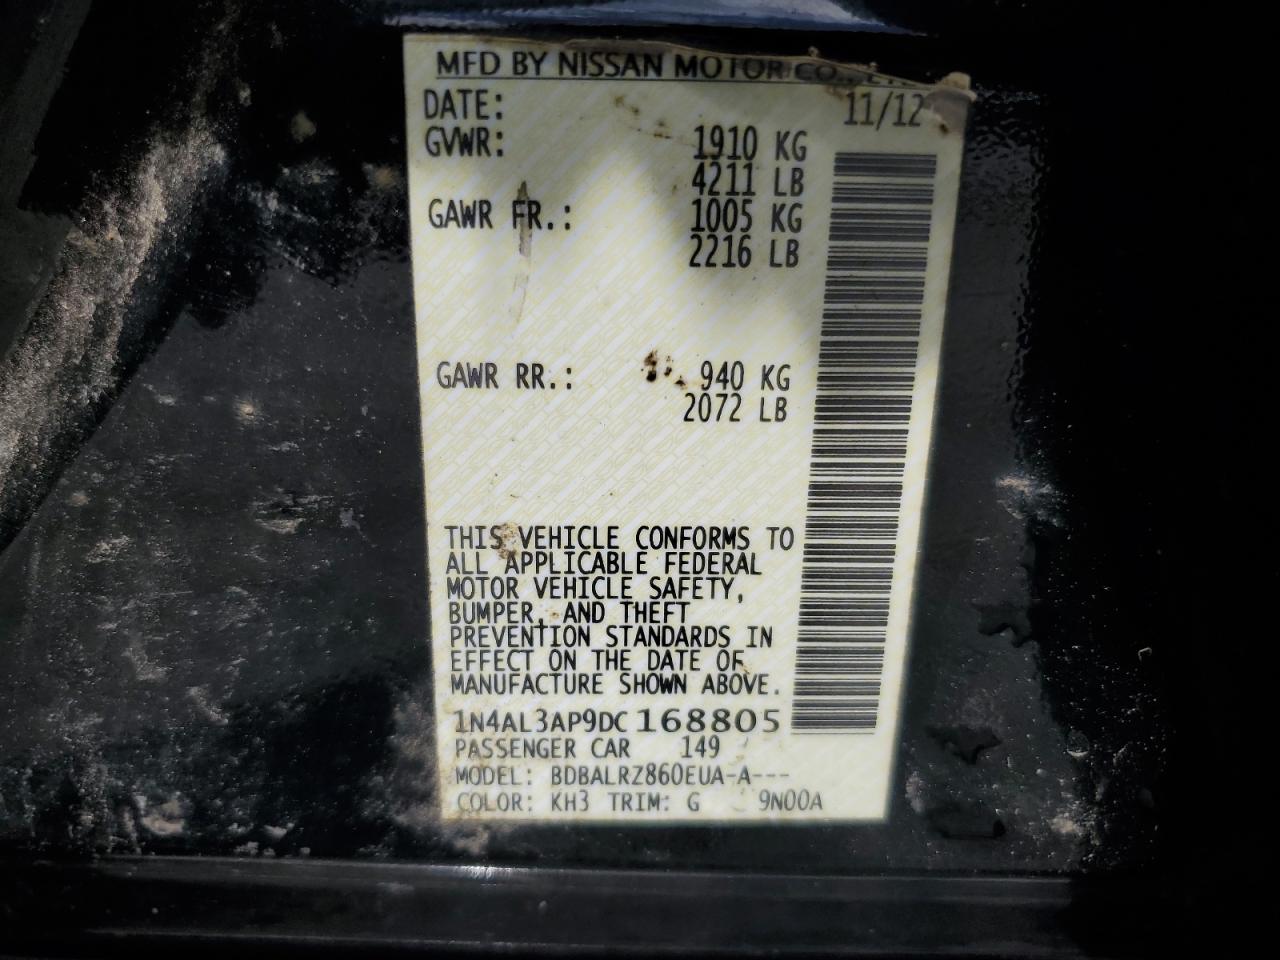 MFD BY NISSAN MOTOR CO.,
DATE: 11/12
GVWR: 1910 KG
4211 LB
GAWR FR.: 1005 KG
2216 LB
GAWR RR.: 940 KG
2072 LB
THIS VEHICLE CONFORMS TO
ALL APPLICABLE FEDERAL
MOTOR VEHICLE SAFETY,
BUMPER, AND THEFT
PREVENTION STANDARDS IN
EFFECT ON THE DATE OF
MANUFACTURE SHOWN ABOVE.
1N4AL3AP9DC168805
PASSENGER CAR 149
MODEL: BDBALRZ860EUA-A---
COLOR: KH3 TRIM: G 9N00A